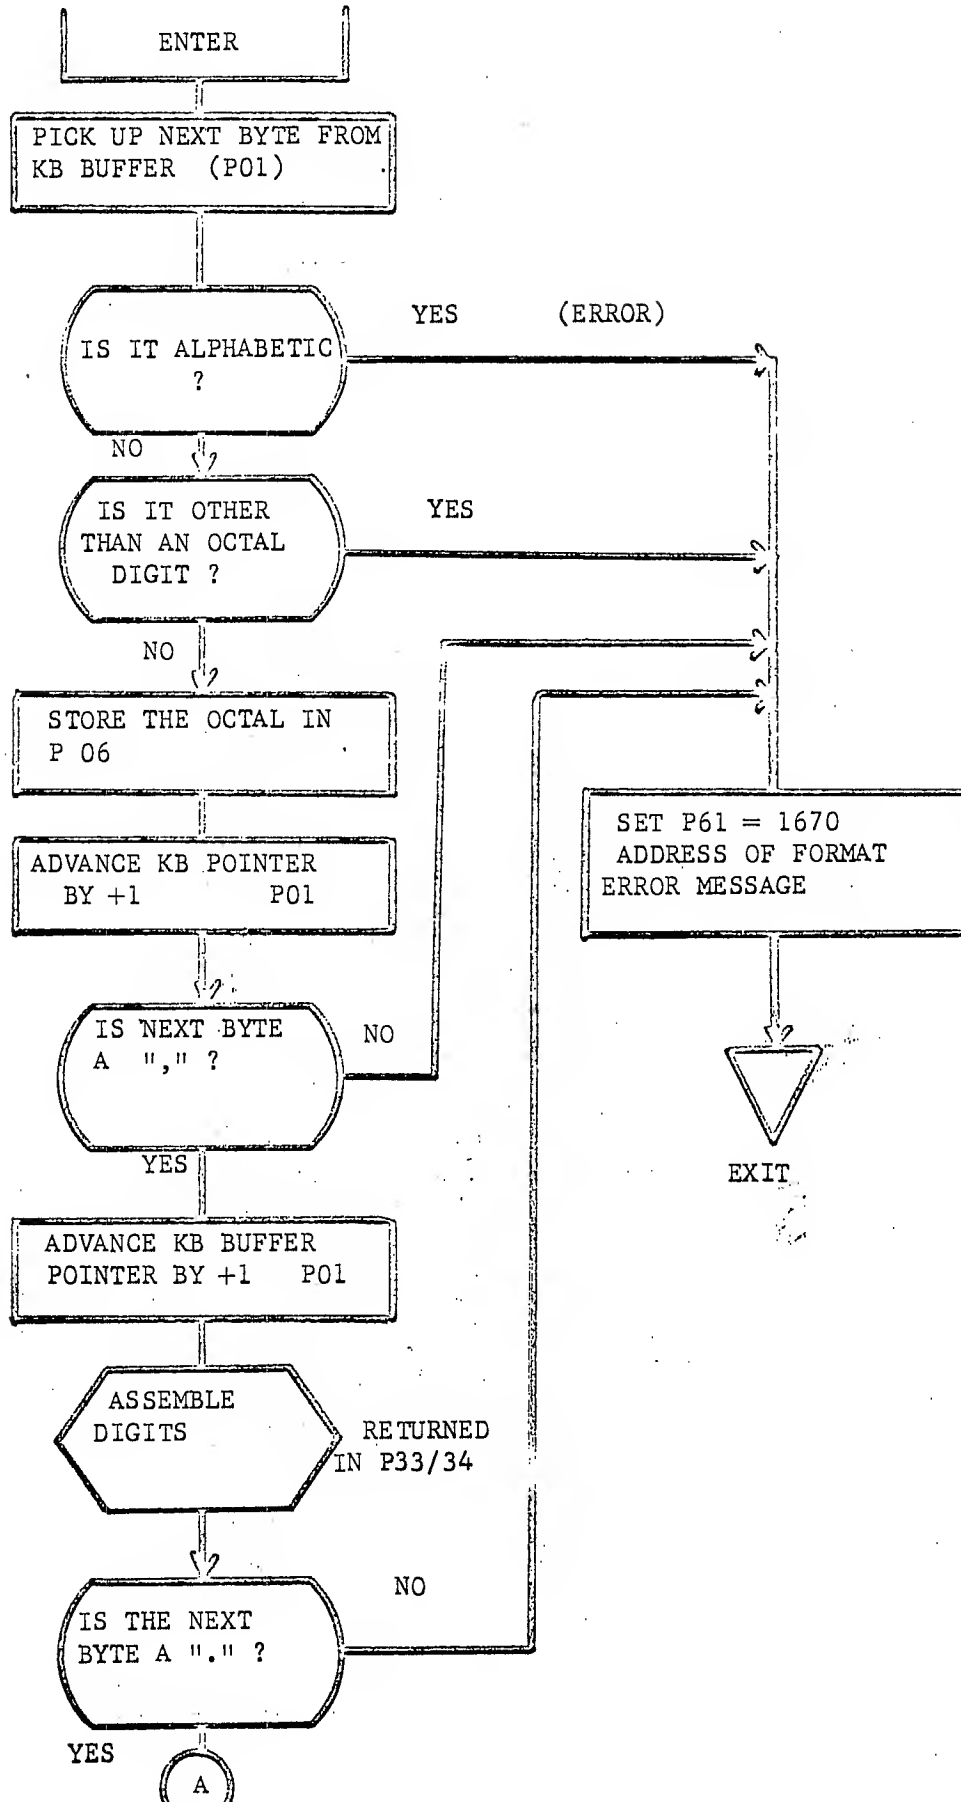 ENTER
PICK UP NEXT BYTE FROM
KB BUFFER (P01)
IS IT ALPHABETIC
?
YES (ERROR)
NO
IS IT OTHER
THAN AN OCTAL
DIGIT ?
YES
NO
STORE THE OCTAL IN
P 06
ADVANCE KB POINTER
BY +1 P01
IS NEXT BYTE
A "," ?
NO
YES
SET P61 = 1670
ADDRESS OF FORMAT
ERROR MESSAGE
EXIT
ADVANCE KB BUFFER
POINTER BY +1 P01
ASSEMBLE
DIGITS
RETURNED
IN P33/34
IS THE NEXT
BYTE A "." ?
NO
YES
A